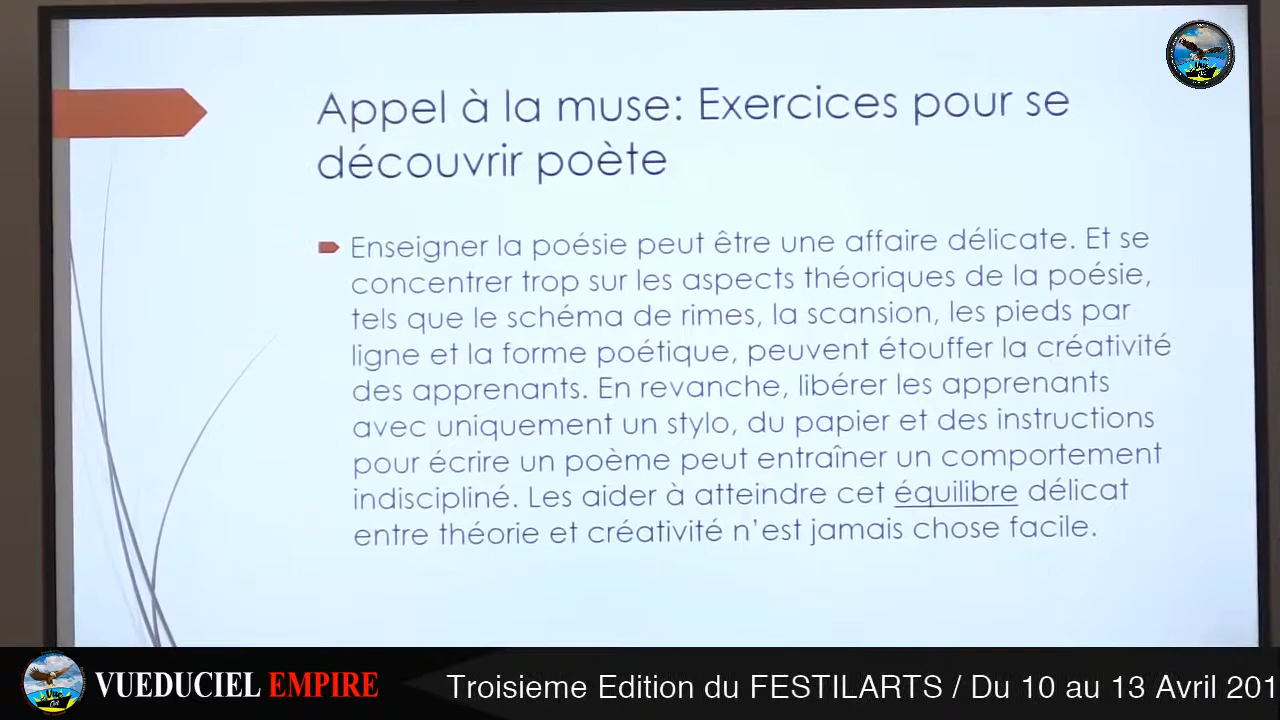 Appel à la muse: Exercices pour se
découvrir poète
Enseigner la poésie peut être une affaire délicate. Et se
concentrer trop sur les aspects théoriques de la poésie,
tels que le schéma de rimes, la scansion, les pieds par
ligne et la forme poétique, peuvent étouffer la créativité
des apprenants. En revanche, libérer les apprenants
avec uniquement un stylo, du papier et des instructions
pour écrire un poème peut entraîner un comportement
indiscipliné. Les aider à atteindre cet équilibre délicat
entre théorie et créativité n'est jamais chose facile.
VUEDUCIEL EMPIRE
Troisieme Edition du FESTILARTS / Du 10 au 13 Avril 201